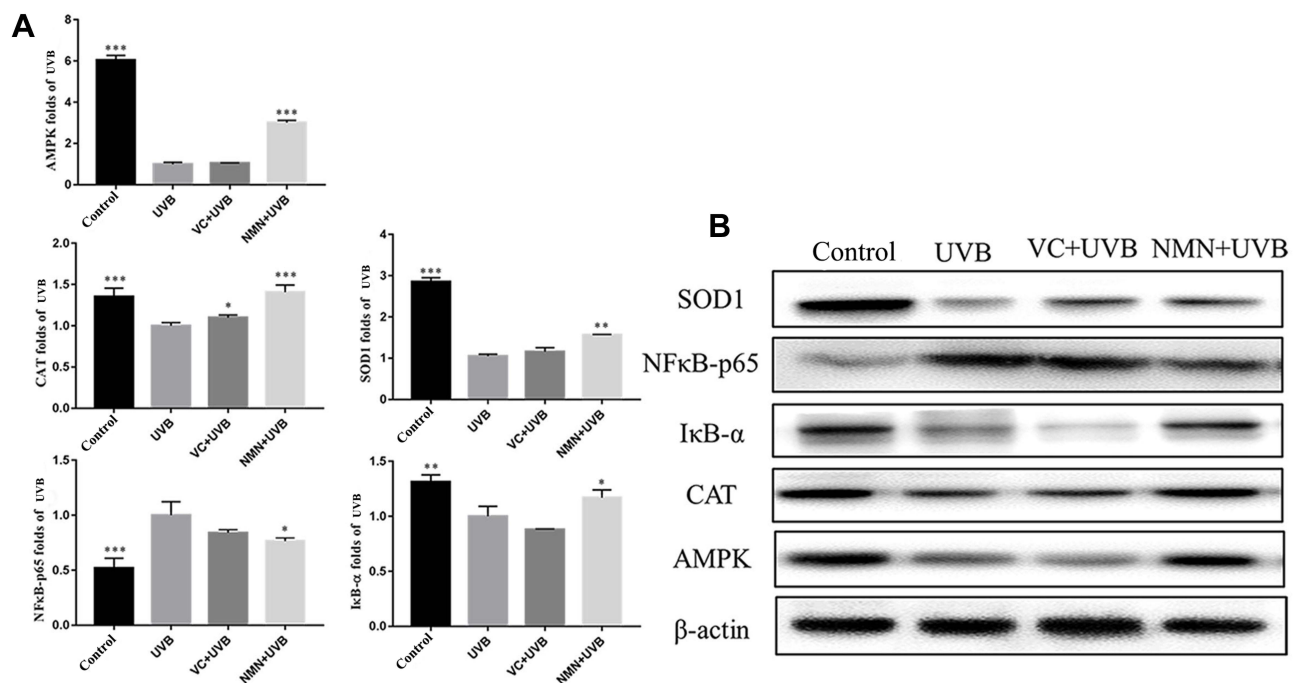 A
AMPK folds of UVB
8
6
4
2
0
***
***
Control
UVB
VC+UVB
NMN+UVB
CAT folds of UVB
2.0
1.5
1.0
0.5
0.0
***
*
***
Control
UVB
VC+UVB
NMN+UVB
SOD1 folds of UVB
4
3
2
1
0
***
**
Control
UVB
VC+UVB
NMN+UVB
NFκB-p65 folds of UVB
1.5
1.0
0.5
0.0
***
*
Control
UVB
VC+UVB
NMN+UVB
IκB-α folds of UVB
1.5
1.0
0.5
0.0
**
*
Control
UVB
VC+UVB
NMN+UVB
B
Control UVB VC+UVB NMN+UVB
SOD1
NFκB-p65
IκB-α
CAT
AMPK
β-actin